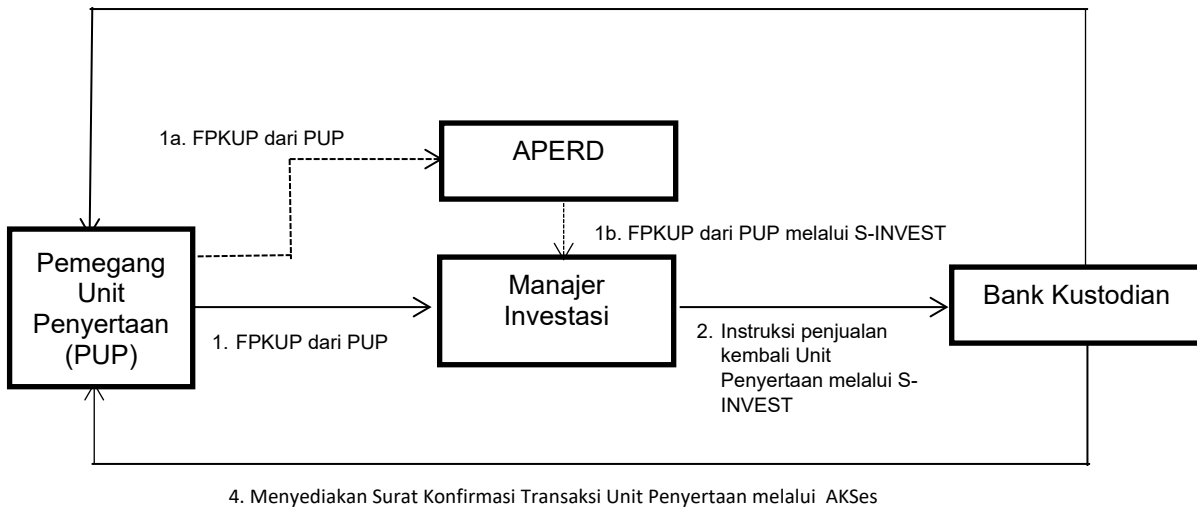 1a. FPKUP dari PUP
APERD
1b. FPKUP dari PUP melalui S-INVEST
Pemegang
Unit
Penyertaan
(PUP)
Manajer
Investasi
Bank Kustodian
1. FPKUP dari PUP
2. Instruksi penjualan
kembali Unit
Penyertaan melalui S-
INVEST
4. Menyediakan Surat Konfirmasi Transaksi Unit Penyertaan melalui AKSes